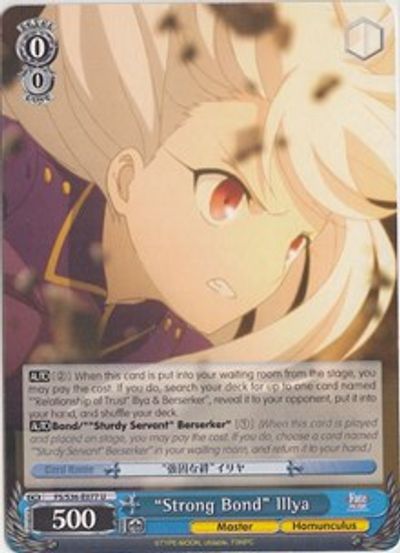 LEVEL
0
0
COST
AUTO [(2)] When this card is put into your waiting room from the stage, you
may pay the cost. If you do, search your deck for up to one card named
""Relationship of Trust" Illya & Berserker", reveal it to your opponent, put it
into your hand, and shuffle your deck.
AUTO Bond/""Sturdy Servant" Berserker" [(1)] (When this card is played
and placed on stage, you may pay the cost. If you do, choose a card named
"Sturdy Servant" Berserker" in your waiting room, and return it to your hand.)
Card Name
"強固な絆" イリヤ
FS/S36-E077 U
500
"Strong Bond" Illya
Fate
Master
Homunculus
©TYPE-MOON, ufotable, FSNPC